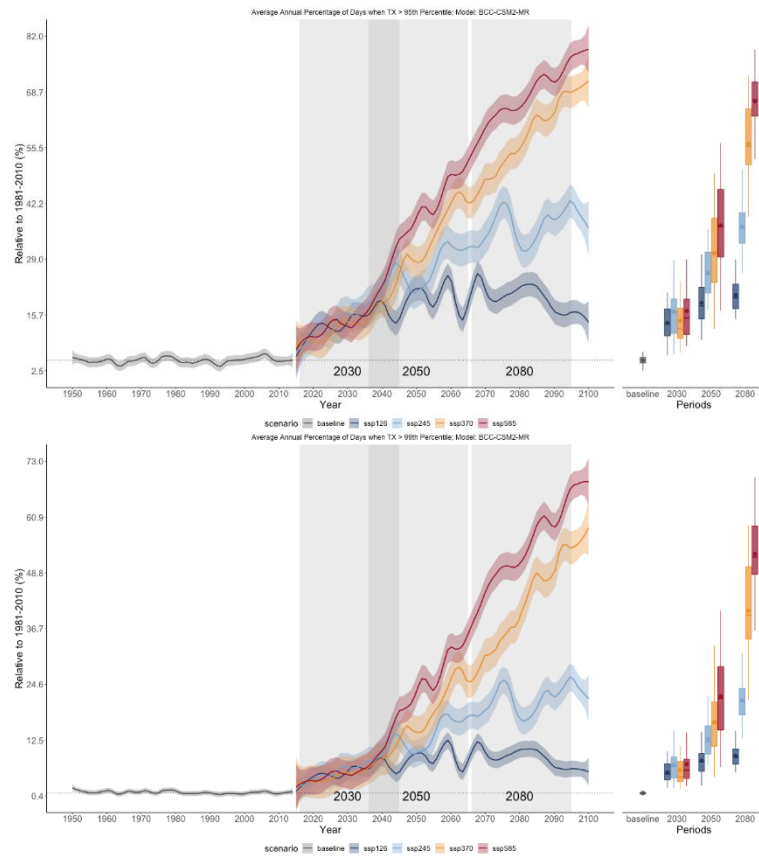 Average Annual Percentage of Days when TX > 95th Percentile; Model: BCC-CSM2-MR
Relative to 1981-2010 (%)
82.0
68.7
55.5
42.2
29.0
15.7
2.5
2030 2050 2080
1950 1960 1970 1980 1990 2000 2010 2020 2030 2040 2050 2060 2070 2080 2090 2100
Year
baseline 2030 2050 2080
Periods
scenario baseline ssp126 ssp245 ssp370 ssp585
Average Annual Percentage of Days when TX > 99th Percentile; Model: BCC-CSM2-MR
Relative to 1981-2010 (%)
73.0
60.9
48.8
36.7
24.6
12.5
0.4
2030 2050 2080
1950 1960 1970 1980 1990 2000 2010 2020 2030 2040 2050 2060 2070 2080 2090 2100
Year
baseline 2030 2050 2080
Periods
scenario baseline ssp126 ssp245 ssp370 ssp585